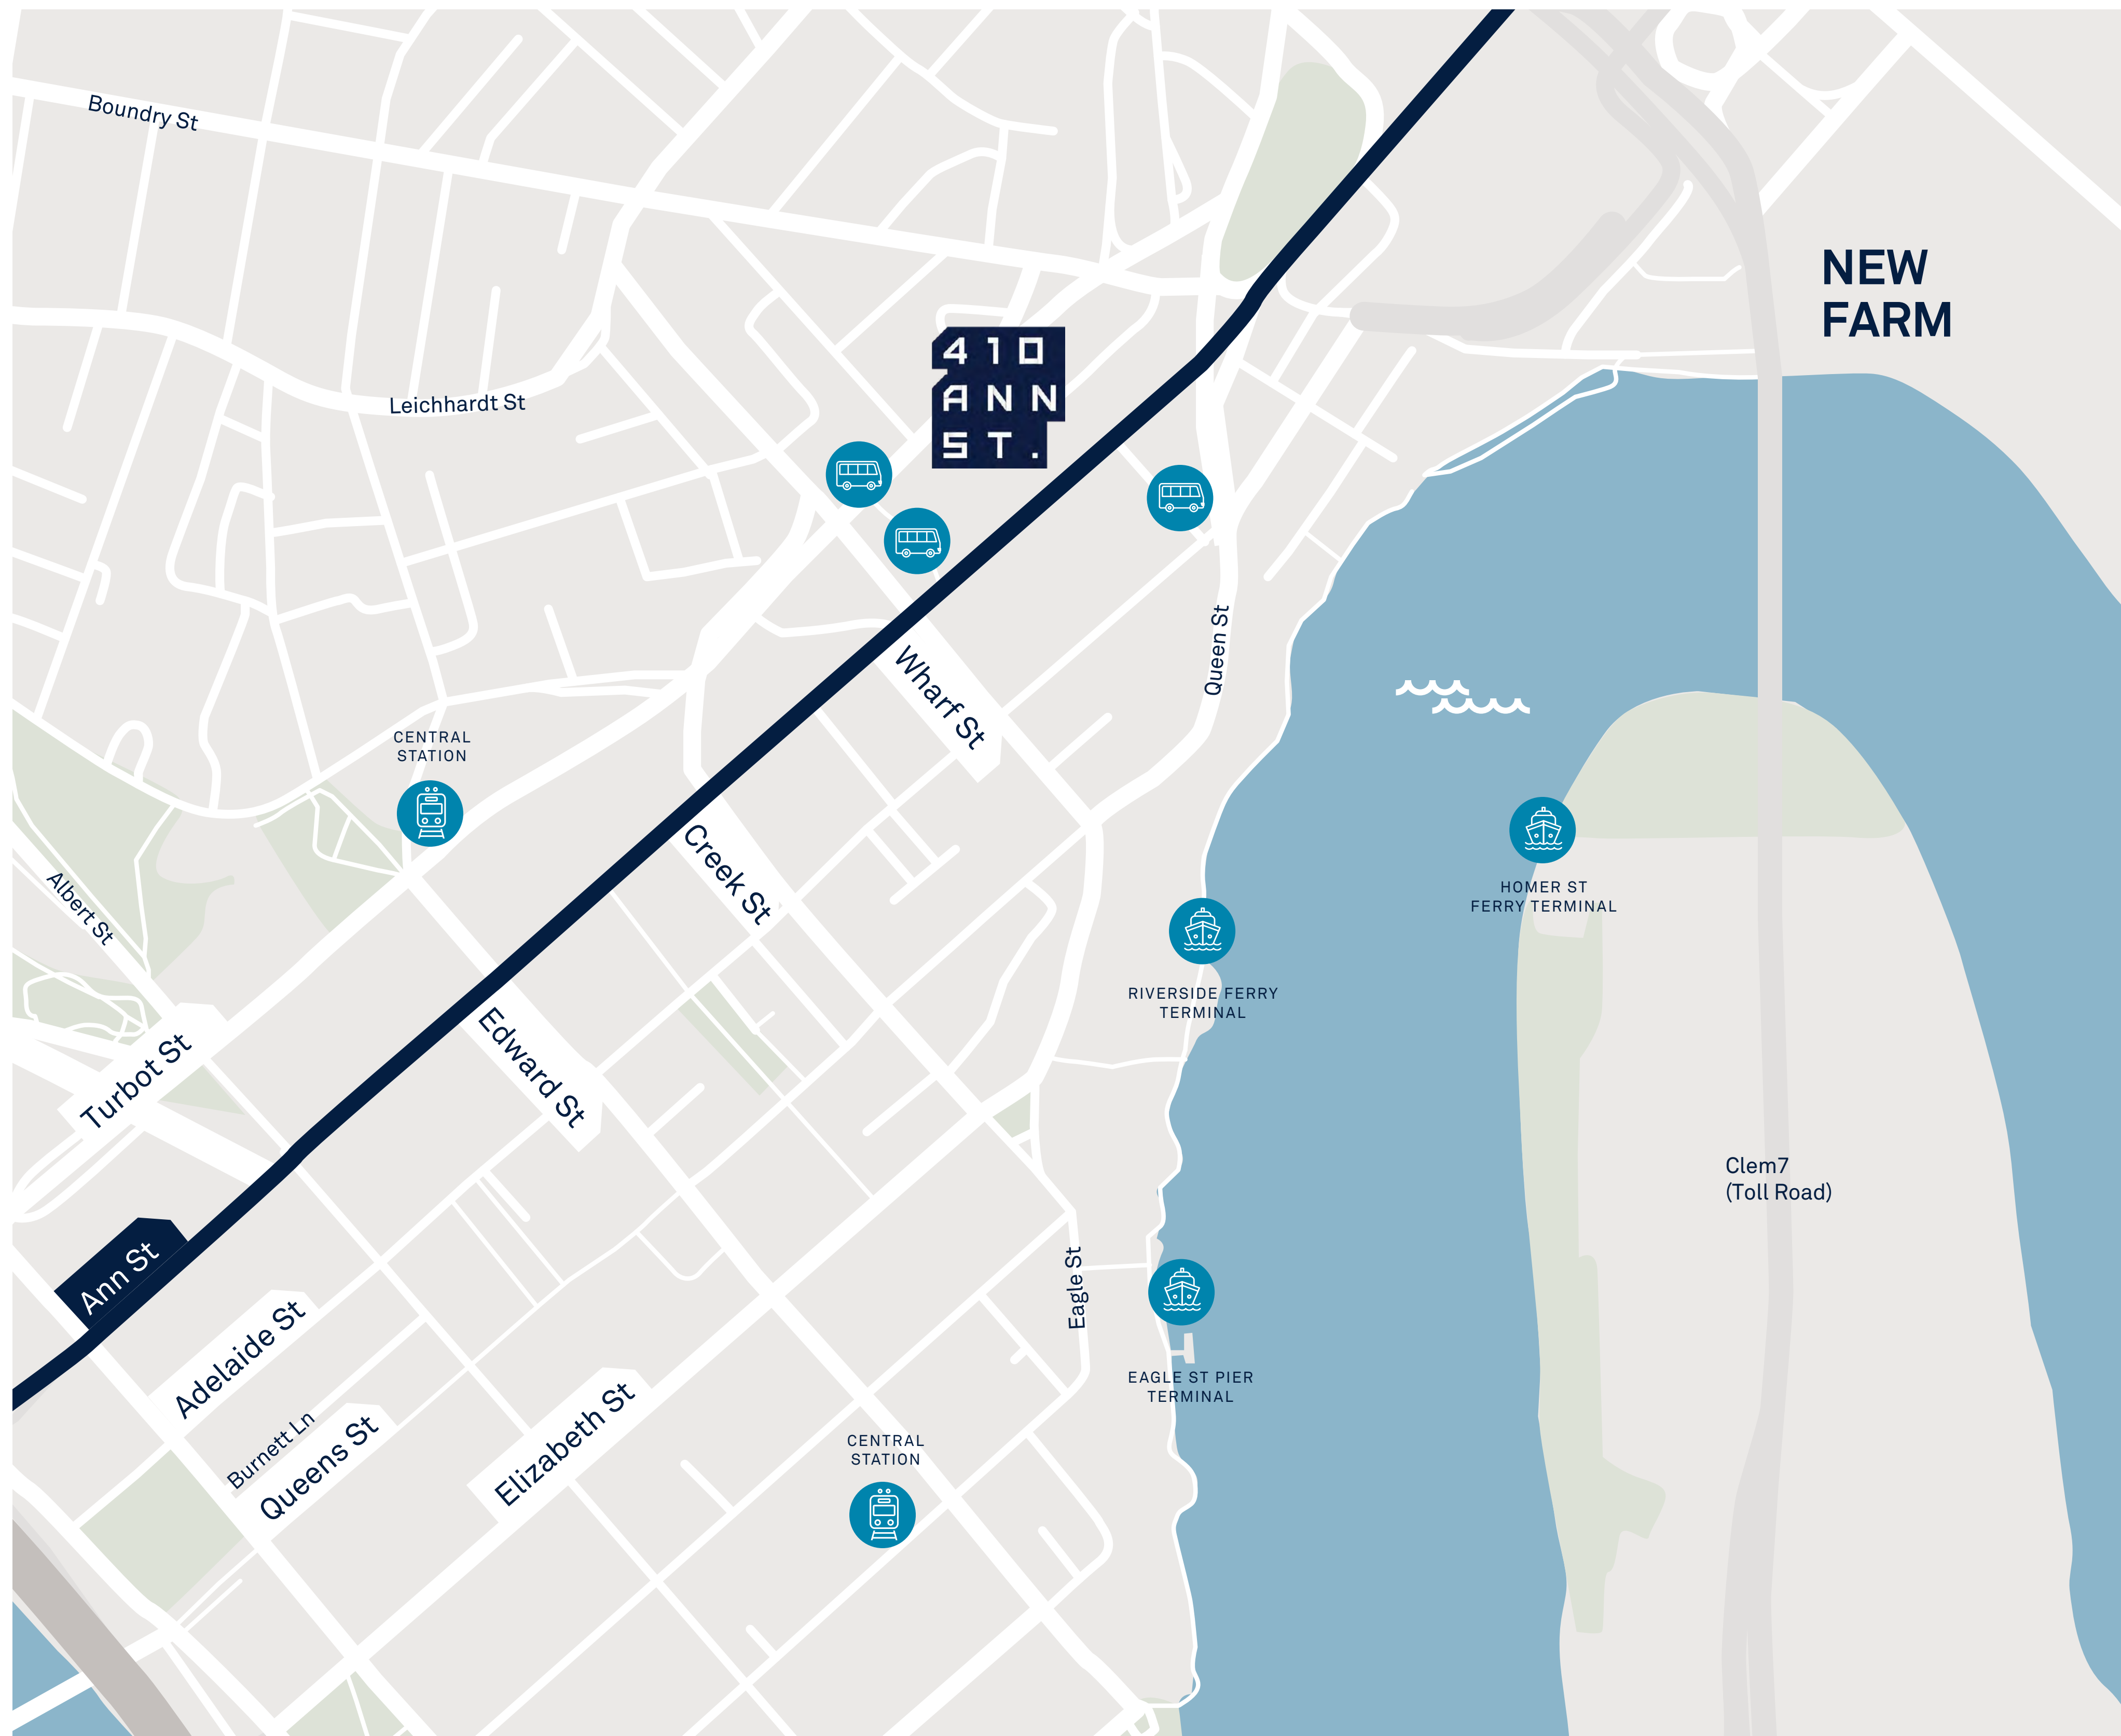 Boundry St
NEW
FARM
410
ANN
ST.
Leichhardt St
Queen St
Wharf St
CENTRAL
STATION
Creek St
HOMER ST
FERRY TERMINAL
Albert St
RIVERSIDE FERRY
TERMINAL
Edward St
Turbot St
Clem7
(Toll Road)
Ann St
Eagle St
Adelaide St
EAGLE ST PIER
TERMINAL
Burnett Ln
Queens St
Elizabeth St
CENTRAL
STATION